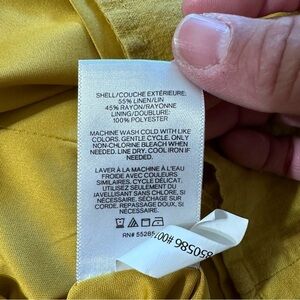 SHELL/COUCHE EXTÉRIEURE:
55% LINEN/LIN
45% RAYON/RAYONNE
LINING/DOUBLURE:
100% POLYESTER
MACHINE WASH COLD WITH LIKE
COLORS. GENTLE CYCLE. ONLY
NON-CHLORINE BLEACH WHEN
NEEDED. LINE DRY. COOL IRON IF
NEEDED.
LAVER À LA MACHINE À L'EAU
FROIDE AVEC COULEURS
SIMILAIRES. CYCLE DÉLICAT.
UTILISEZ SEULEMENT DU
JAVELLISANT SANS CHLORE SI
NÉCESSAIRE. SÉCHAGE SUR
CORDE. REPASSAGE DOUX, SI
NÉCESSAIRE.
RN#